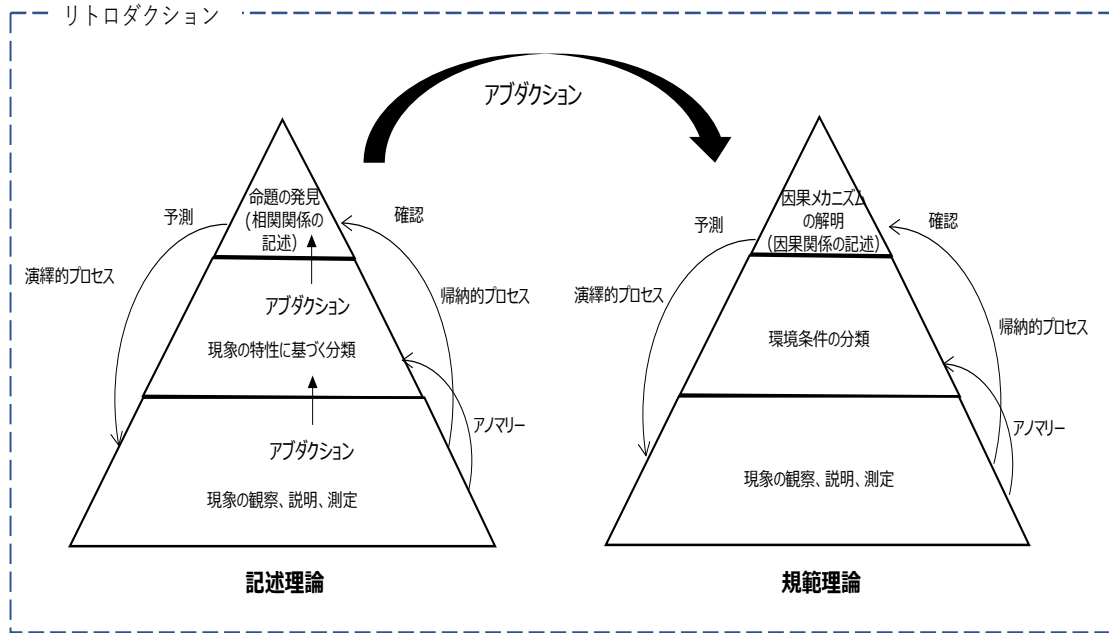 リトロダクション
アブダクション
命題の発見
(相関関係の
記述)
予測
確認
演繹的プロセス
アブダクション
帰納的プロセス
現象の特性に基づく分類
アノマリー
アブダクション
現象の観察、説明、測定
記述理論
因果メカニズム
の解明
(因果関係の記述)
予測
確認
演繹的プロセス
帰納的プロセス
環境条件の分類
アノマリー
現象の観察、説明、測定
規範理論